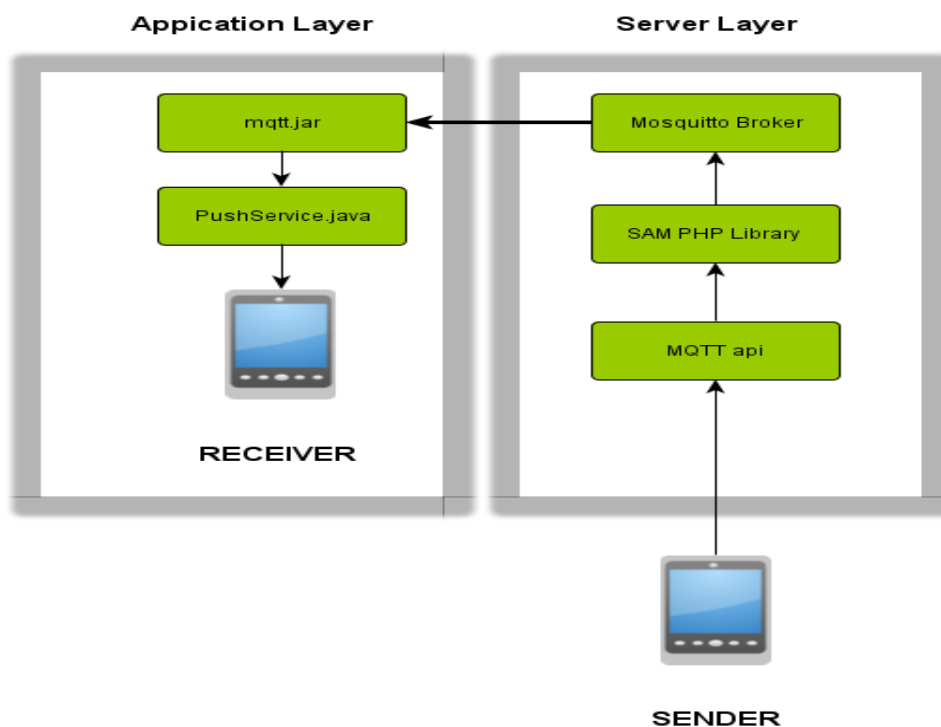 Appication Layer
Server Layer
mqtt.jar
Mosquitto Broker
PushService.java
SAM PHP Library
MQTT api
RECEIVER
SENDER